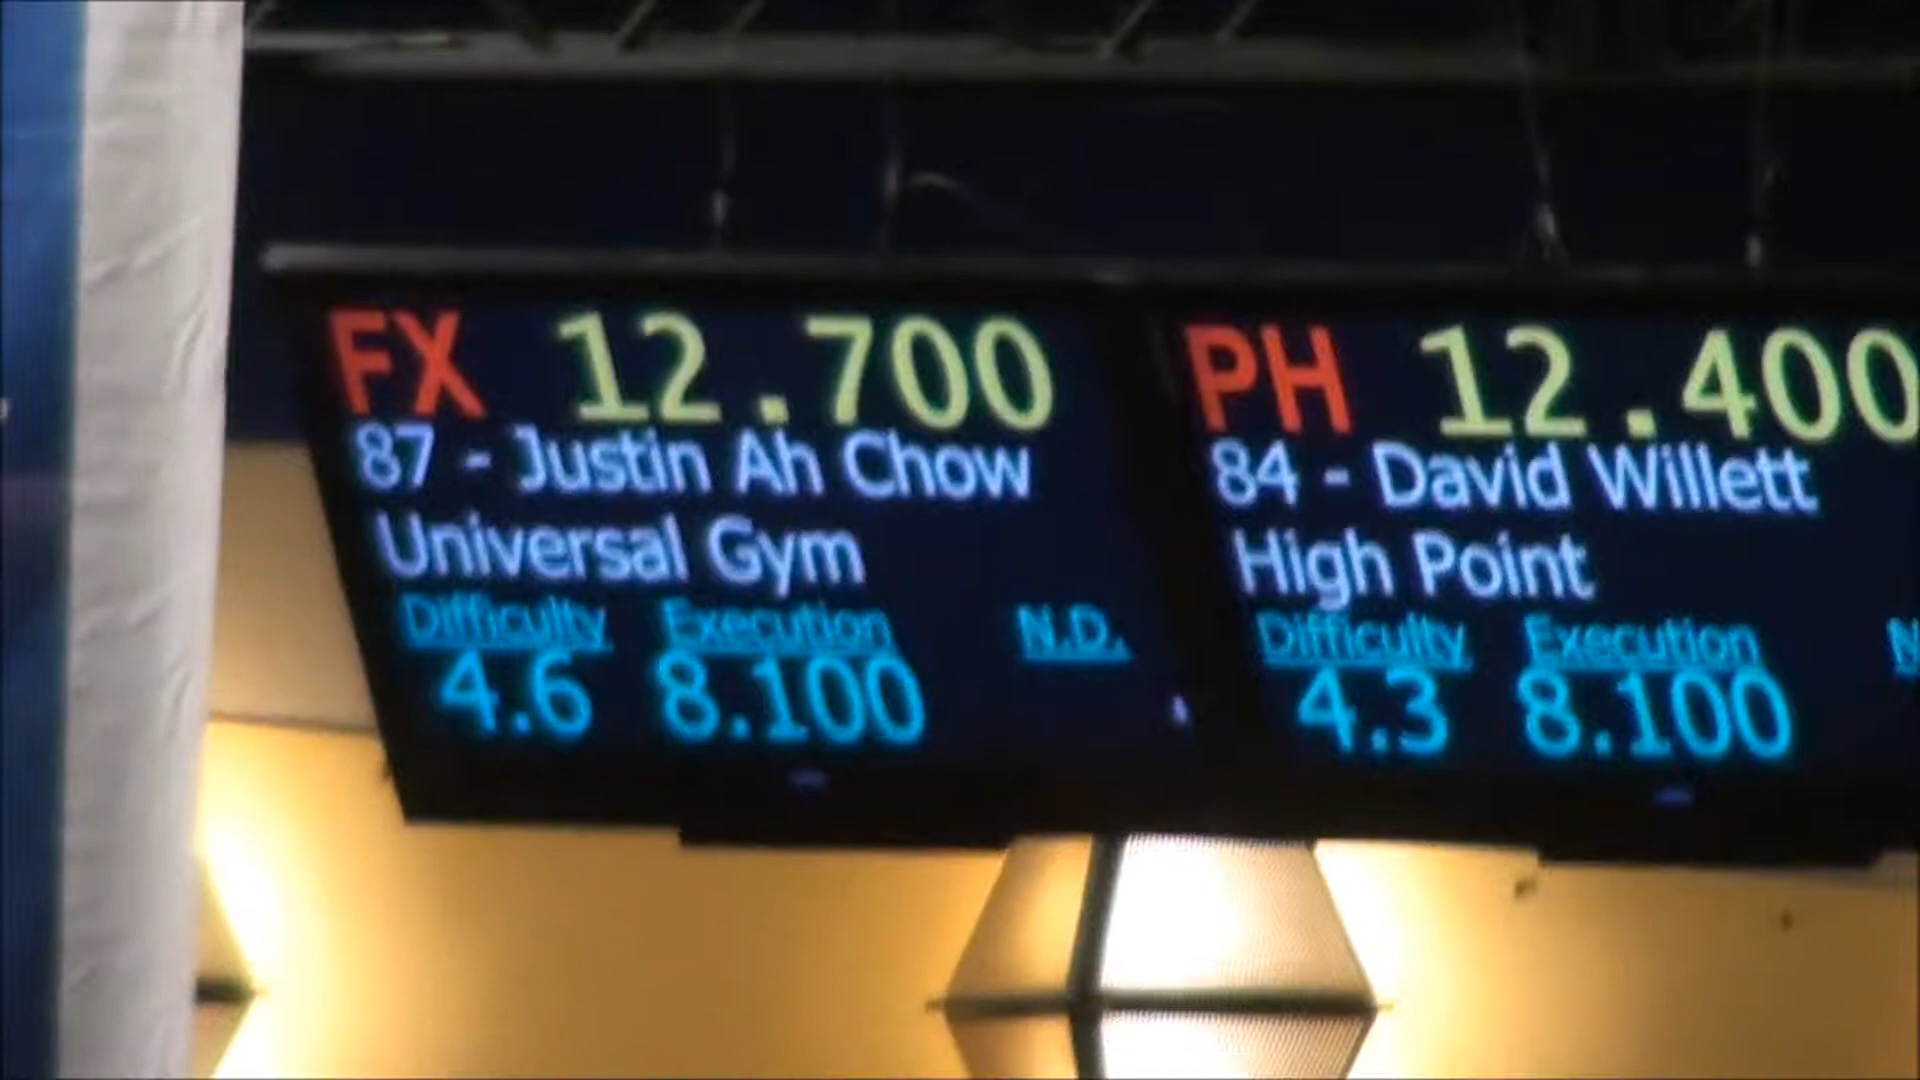 FX 12.700
87 - Justin Ah Chow
Universal Gym
Difficulty Execution N.D.
4.6 8.100
PH 12.400
84 - David Willett
High Point
Difficulty Execution N
4.3 8.100